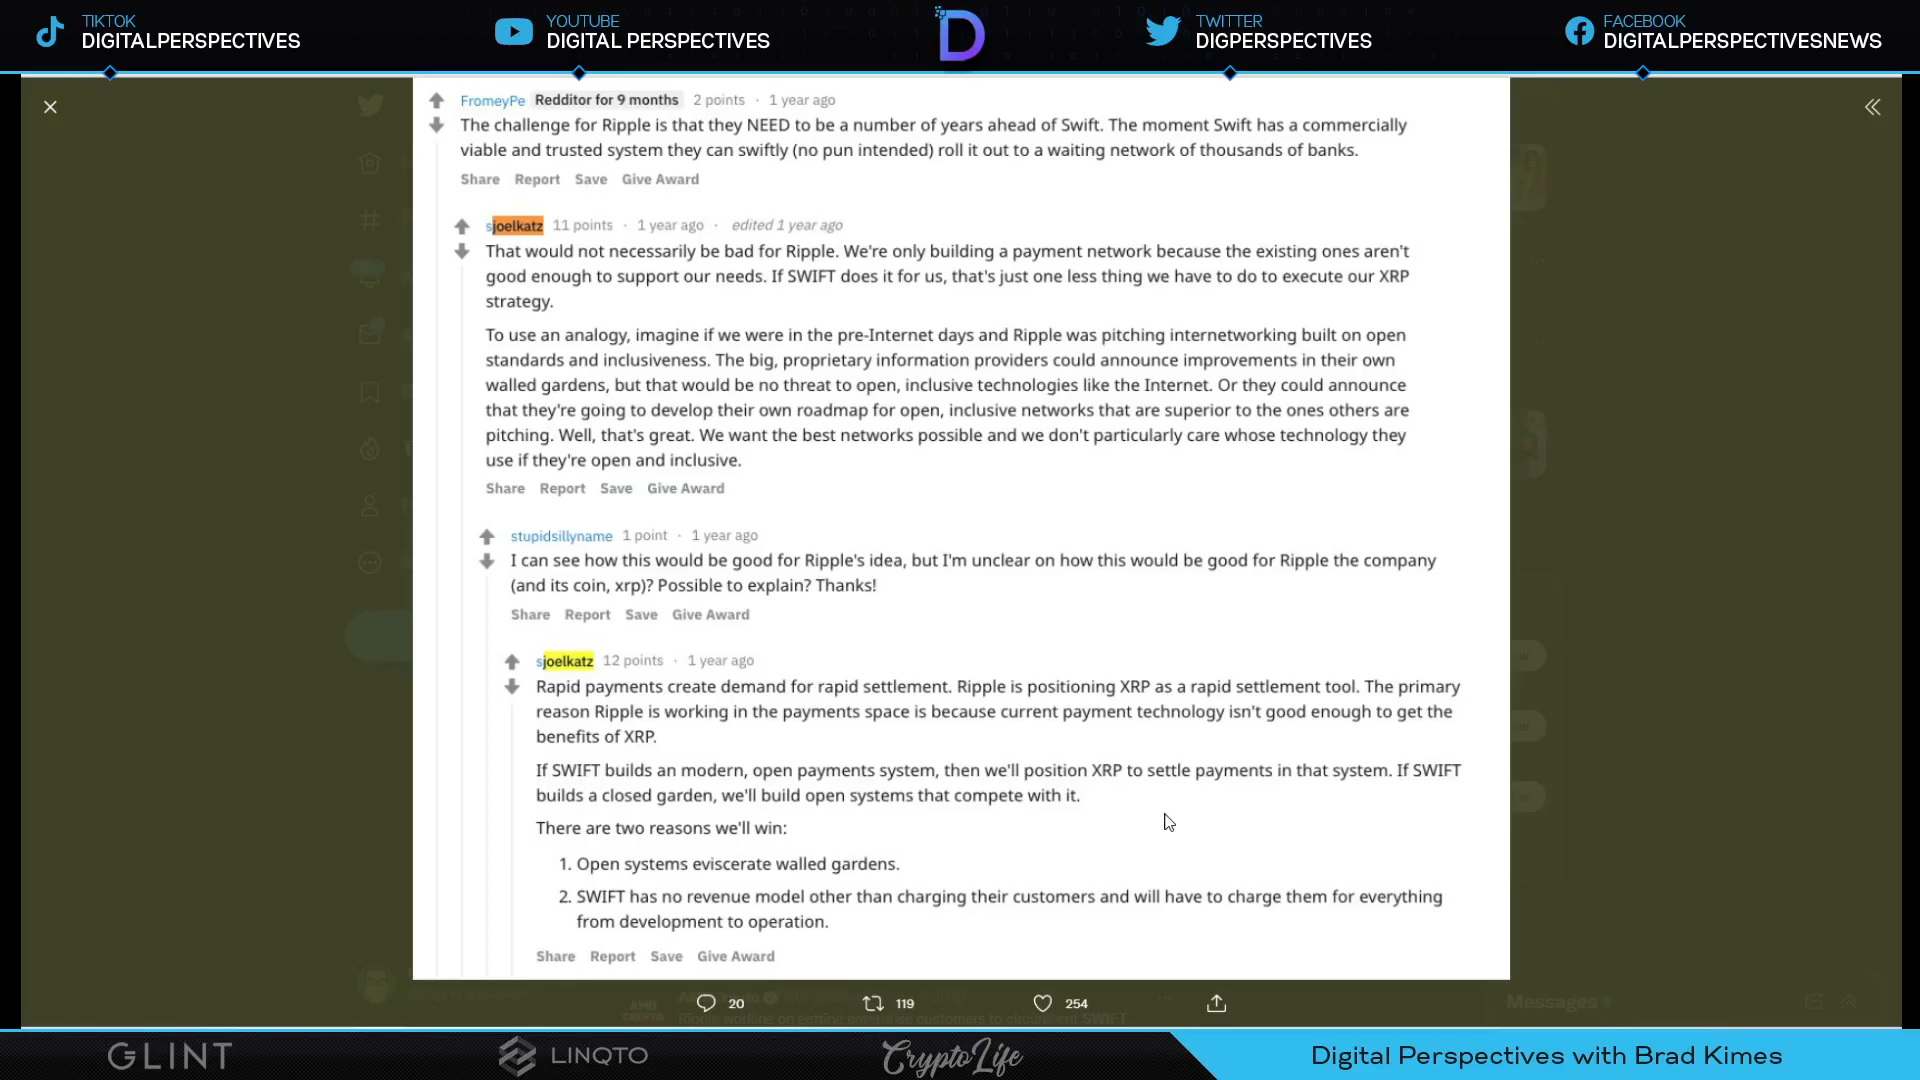 TIKTOK
DIGITALPERSPECTIVES
YOUTUBE
DIGITAL PERSPECTIVES
D
TWITTER
DIGPERSPECTIVES
FACEBOOK
DIGITALPERSPECTIVESNEWS
FromeyPe Redditor for 9 months 2 points · 1 year ago
The challenge for Ripple is that they NEED to be a number of years ahead of Swift. The moment Swift has a commercially
viable and trusted system they can swiftly (no pun intended) roll it out to a waiting network of thousands of banks.
Share Report Save Give Award
sjoelkatz 11 points · 1 year ago · edited 1 year ago
That would not necessarily be bad for Ripple. We're only building a payment network because the existing ones aren't
good enough to support our needs. If SWIFT does it for us, that's just one less thing we have to do to execute our XRP
strategy.
To use an analogy, imagine if we were in the pre-Internet days and Ripple was pitching internetworking built on open
standards and inclusiveness. The big, proprietary information providers could announce improvements in their own
walled gardens, but that would be no threat to open, inclusive technologies like the Internet. Or they could announce
that they're going to develop their own roadmap for open, inclusive networks that are superior to the ones others are
pitching. Well, that's great. We want the best networks possible and we don't particularly care whose technology they
use if they're open and inclusive.
Share Report Save Give Award
stupidsillyname 1 point · 1 year ago
I can see how this would be good for Ripple's idea, but I'm unclear on how this would be good for Ripple the company
(and its coin, xrp)? Possible to explain? Thanks!
Share Report Save Give Award
sjoelkatz 12 points · 1 year ago
Rapid payments create demand for rapid settlement. Ripple is positioning XRP as a rapid settlement tool. The primary
reason Ripple is working in the payments space is because current payment technology isn't good enough to get the
benefits of XRP.
If SWIFT builds an modern, open payments system, then we'll position XRP to settle payments in that system. If SWIFT
builds a closed garden, we'll build open systems that compete with it.
There are two reasons we'll win:
1. Open systems eviscerate walled gardens.
2. SWIFT has no revenue model other than charging their customers and will have to charge them for everything
from development to operation.
Share Report Save Give Award
20 119 254
Messages
Ripple working on getting enterprise customers to circumvent SWIFT
GLINT
LINQTO
CryptoLife
Digital Perspectives with Brad Kimes